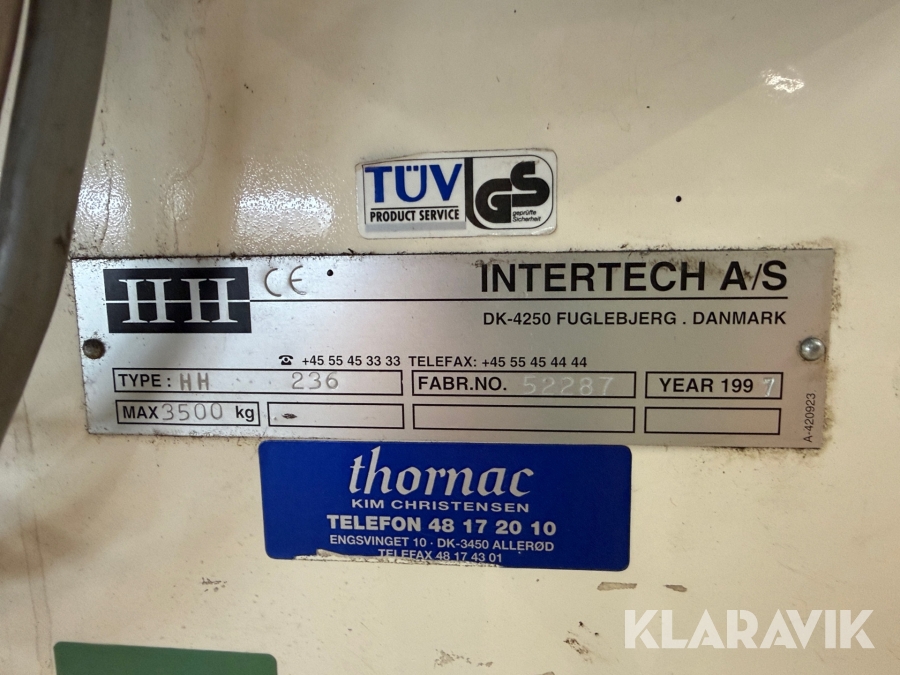 TÜV
PRODUCT SERVICE
GS
geprüfte
Sicherheit
HH CE INTERTECH A/S
DK-4250 FUGLEBJERG . DANMARK
☎ +45 55 45 33 33 TELEFAX: +45 55 45 44 44
TYPE: HH 236 FABR.NO. 52287 YEAR 1997
MAX 3500 kg
A-420923
thornac
KIM CHRISTENSEN
TELEFON 48 17 20 10
ENGSVINGET 10 · DK-3450 ALLERØD
TELEFAX 48 17 43 01
KLARAVIK